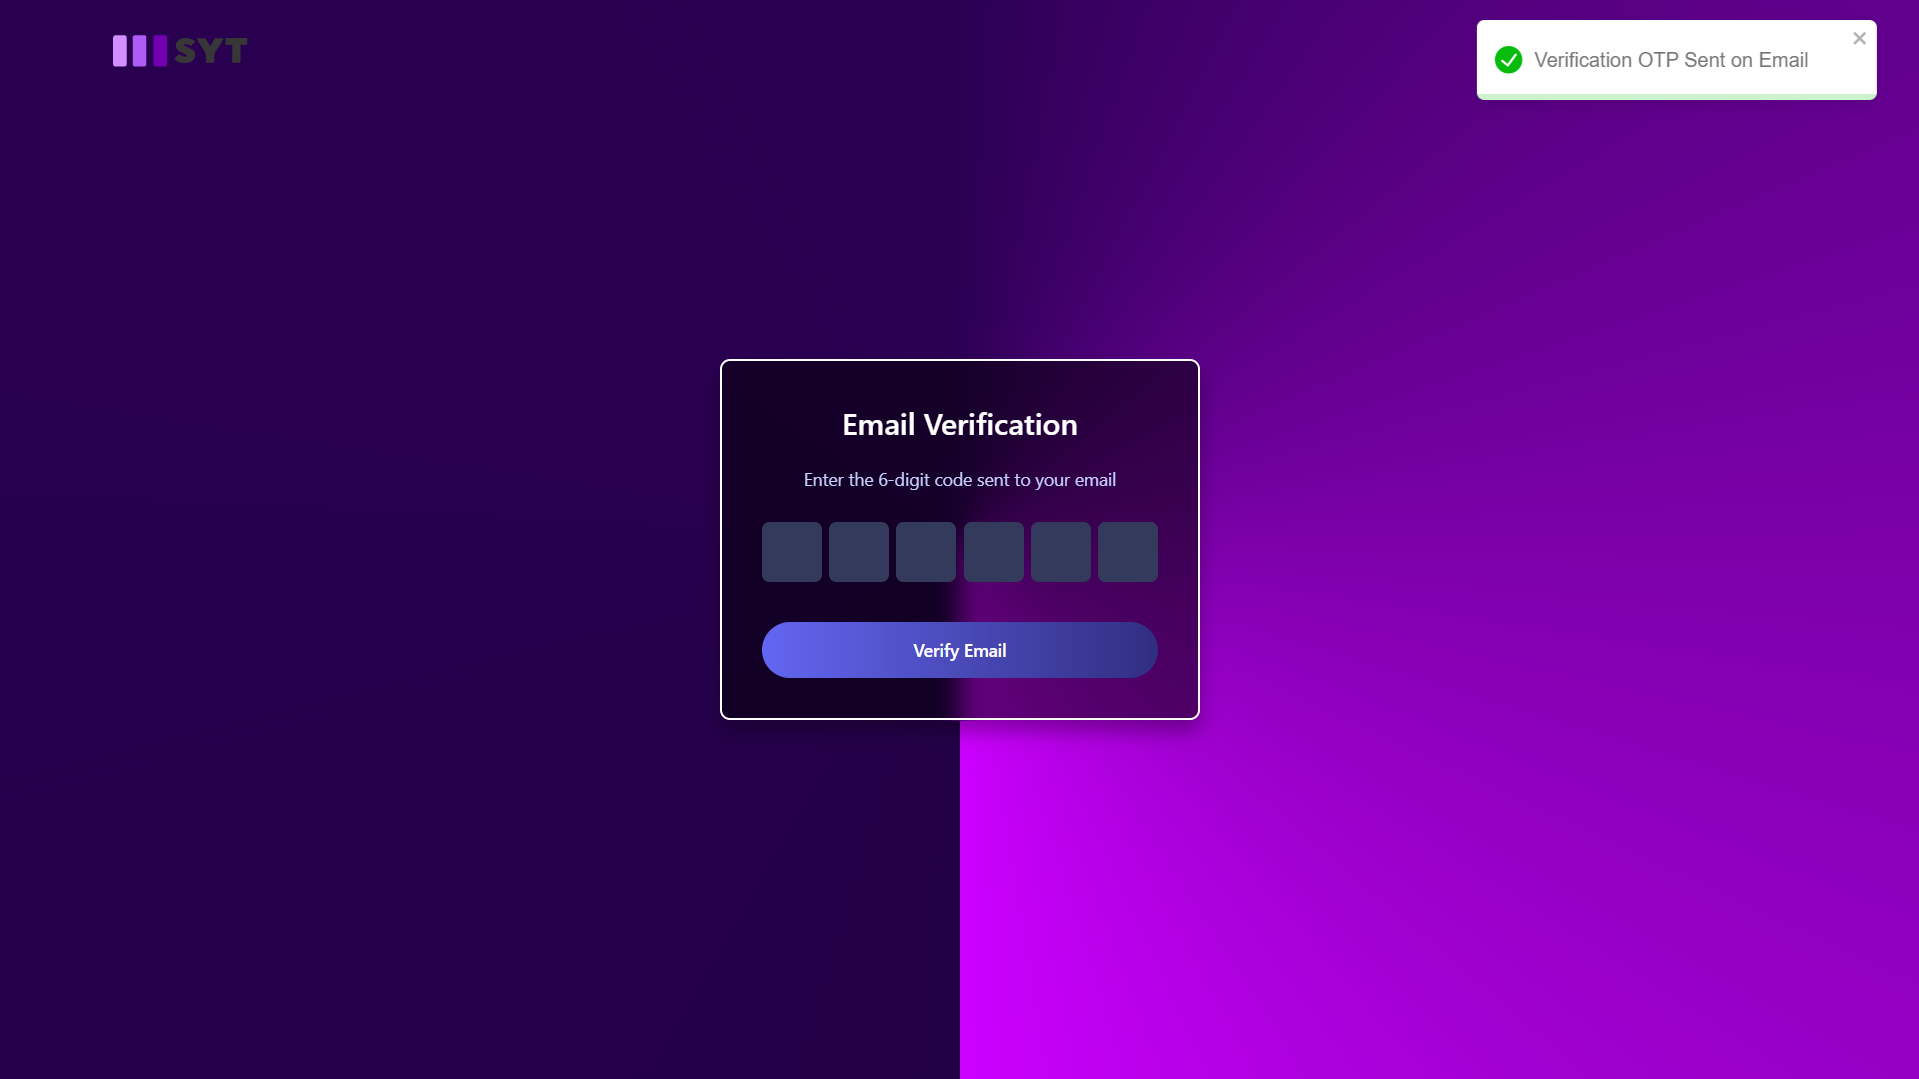 SYT
Verification OTP Sent on Email
Email Verification
Enter the 6-digit code sent to your email
Verify Email